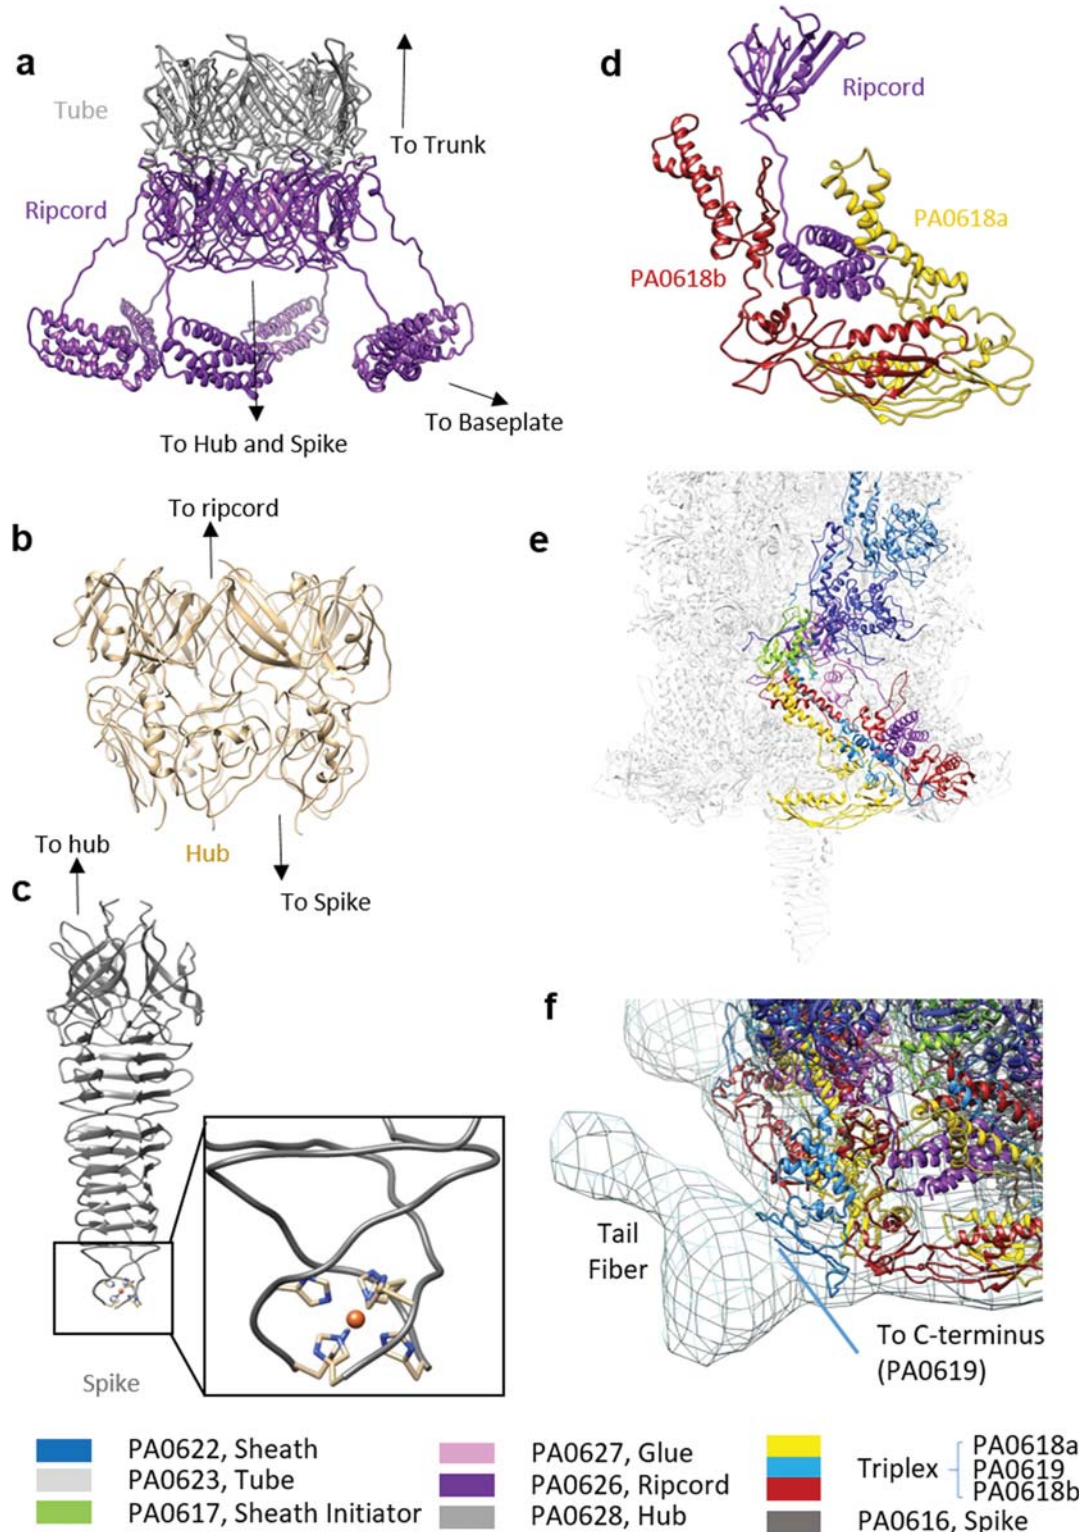 a
Tube
To Trunk
Ripcord
To Baseplate
To Hub and Spike
d
Ripcord
PA0618a
PA0618b
b
To ripcord
Hub
To Spike
e
c
To hub
Spike
f
Tail
Fiber
To C-terminus
(PA0619)
PA0622, Sheath
PA0623, Tube
PA0617, Sheath Initiator
PA0627, Glue
PA0626, Ripcord
PA0628, Hub
Triplex
PA0618a
PA0619
PA0618b
PA0616, Spike